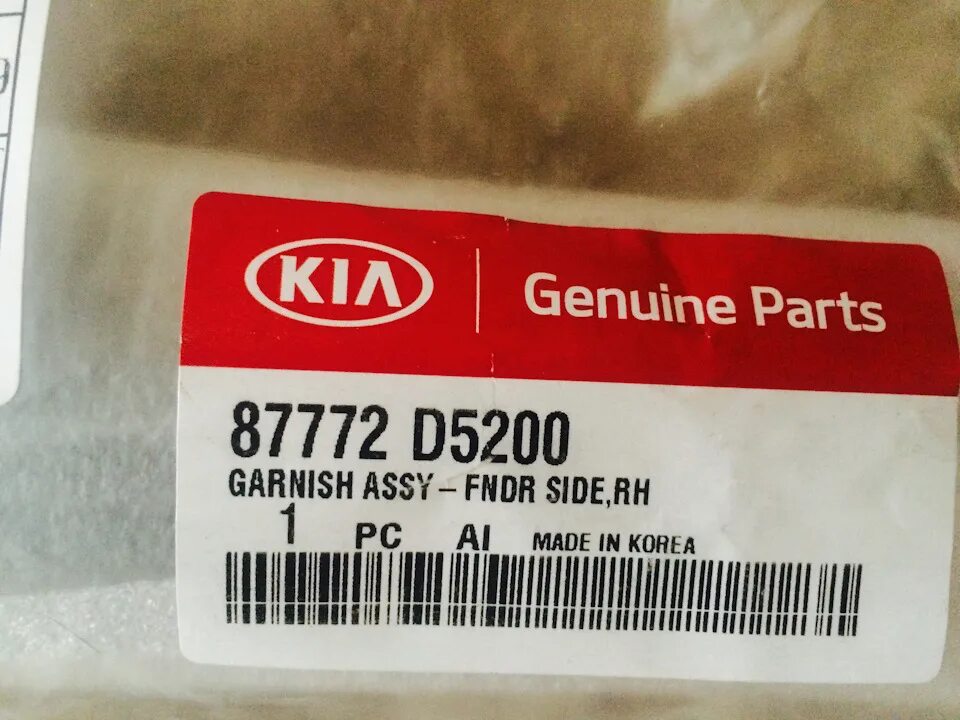 KIA Genuine Parts
87772 D5200
GARNISH ASSY-FNDR SIDE,RH
1 PC AI MADE IN KOREA